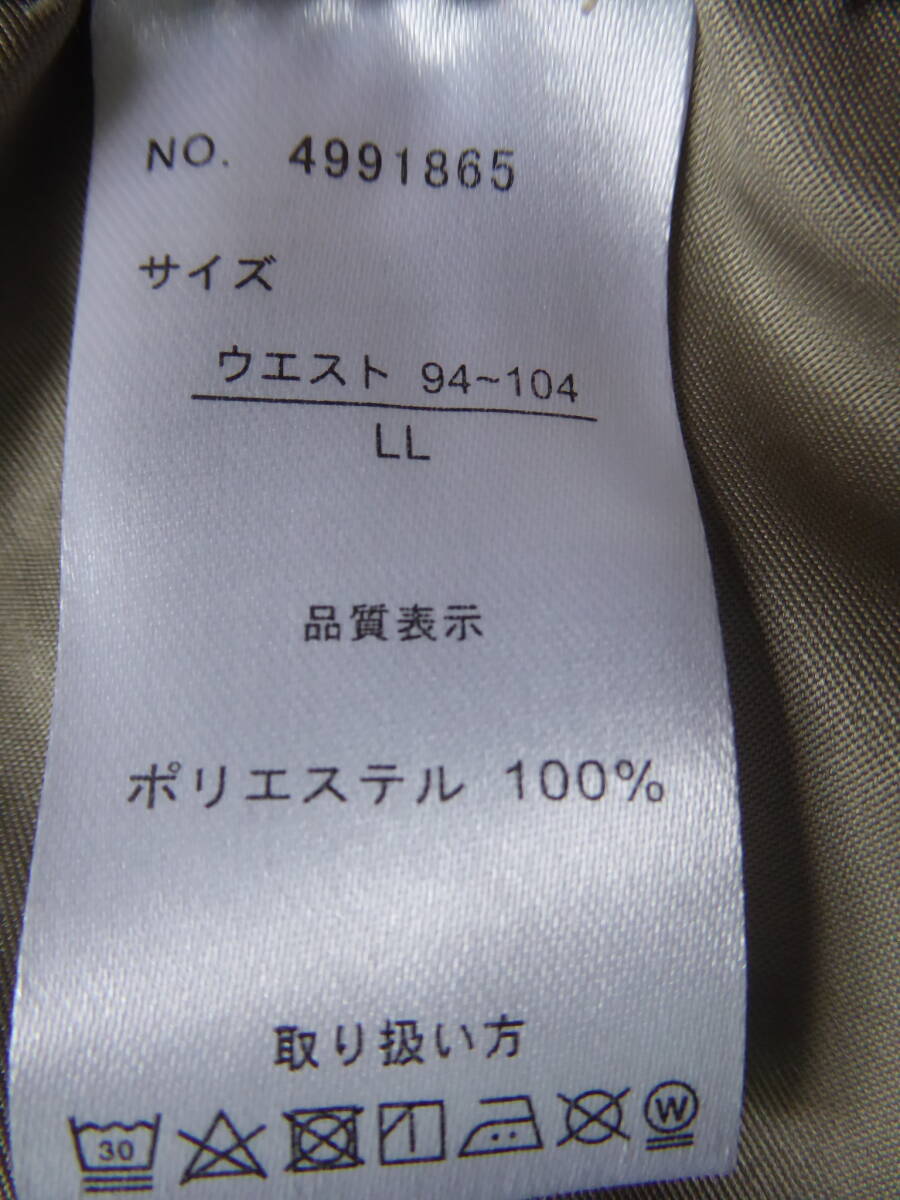 NO. 4991865
サイズ
ウエスト 94~104
LL
品質表示
ポリエステル 100%
取り扱い方
30 W